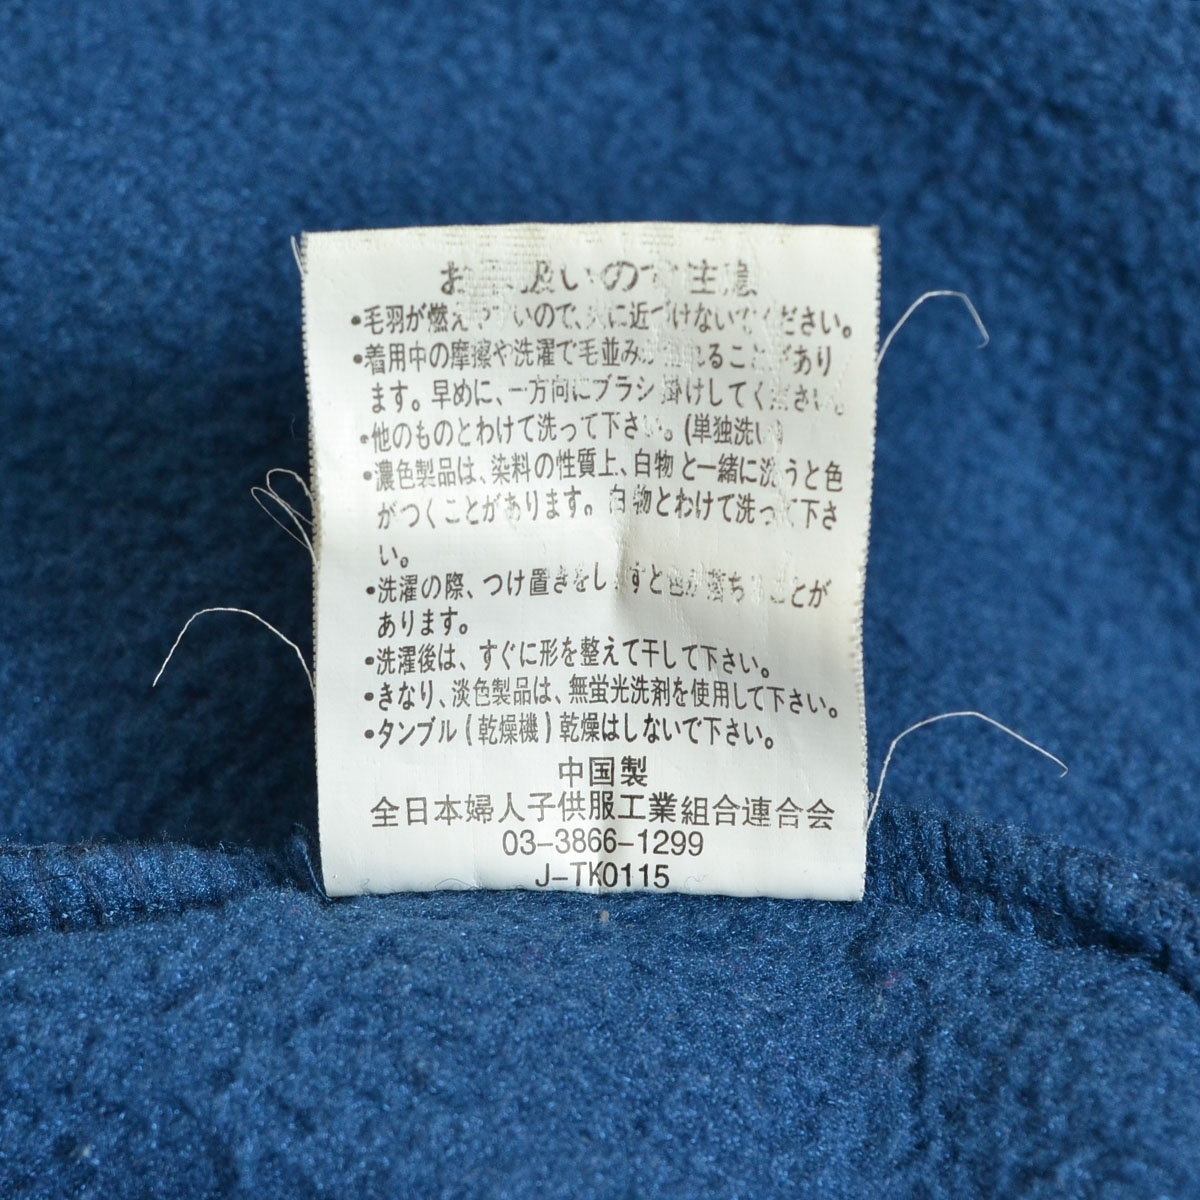 お 扱いのご注意
•毛羽が燃えやすいので、火に近づけないでください。
•着用中の摩擦や洗濯で毛並みが れることがあり
ます。早めに、一方向にブラシ掛けしてください。
•他のものとわけて洗って下さい。(単独洗い)
•濃色製品は、染料の性質上、白物と一緒に洗うと色
がつくことがあります。白物とわけて洗って下さ
い。
•洗濯の際、つけ置きをしますと色が落ちることが
あります。
•洗濯後は、すぐに形を整えて干して下さい。
•きなり、淡色製品は、無蛍光洗剤を使用して下さい。
•タンブル(乾燥機)乾燥はしないで下さい。
中国製
全日本婦人子供服工業組合連合会
03-3866-1299
J-TK0115